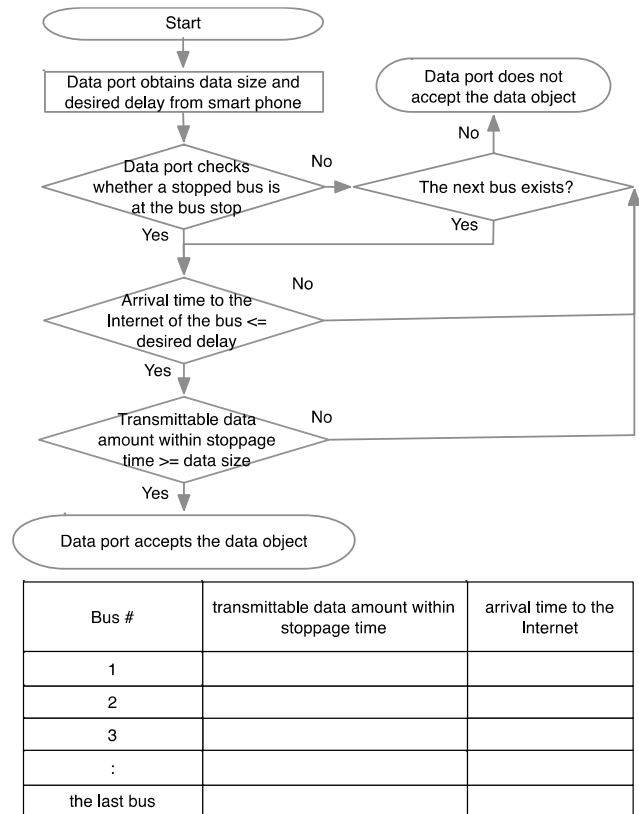 Start
Data port obtains data size and
desired delay from smart phone
Data port does not
accept the data object
No
Data port checks
whether a stopped bus is
at the bus stop
No
The next bus exists?
Yes
Yes
Arrival time to the
Internet of the bus <=
desired delay
No
Yes
Transmittable data
amount within stoppage
time >= data size
No
Yes
Data port accepts the data object
Bus #
transmittable data amount within
stoppage time
arrival time to the
Internet
1
2
3
:
the last bus